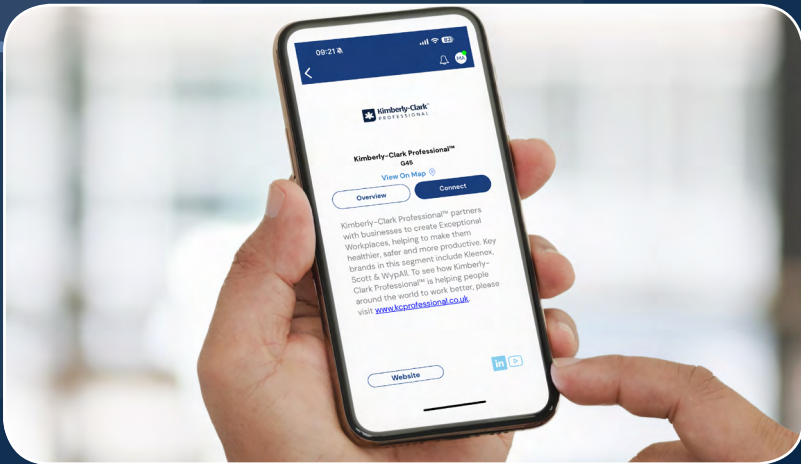 09:21
82
MA
Kimberly-Clark™
PROFESSIONAL
Kimberly-Clark Professional™
G45
View On Map
Overview
Connect
Kimberly-Clark Professional™ partners
with businesses to create Exceptional
Workplaces, helping to make them
healthier, safer and more productive. Key
brands in this segment include Kleenex,
Scott & WypAll. To see how Kimberly-
Clark Professional™ is helping people
around the world to work better, please
visit www.kcprofessional.co.uk.
Website
in